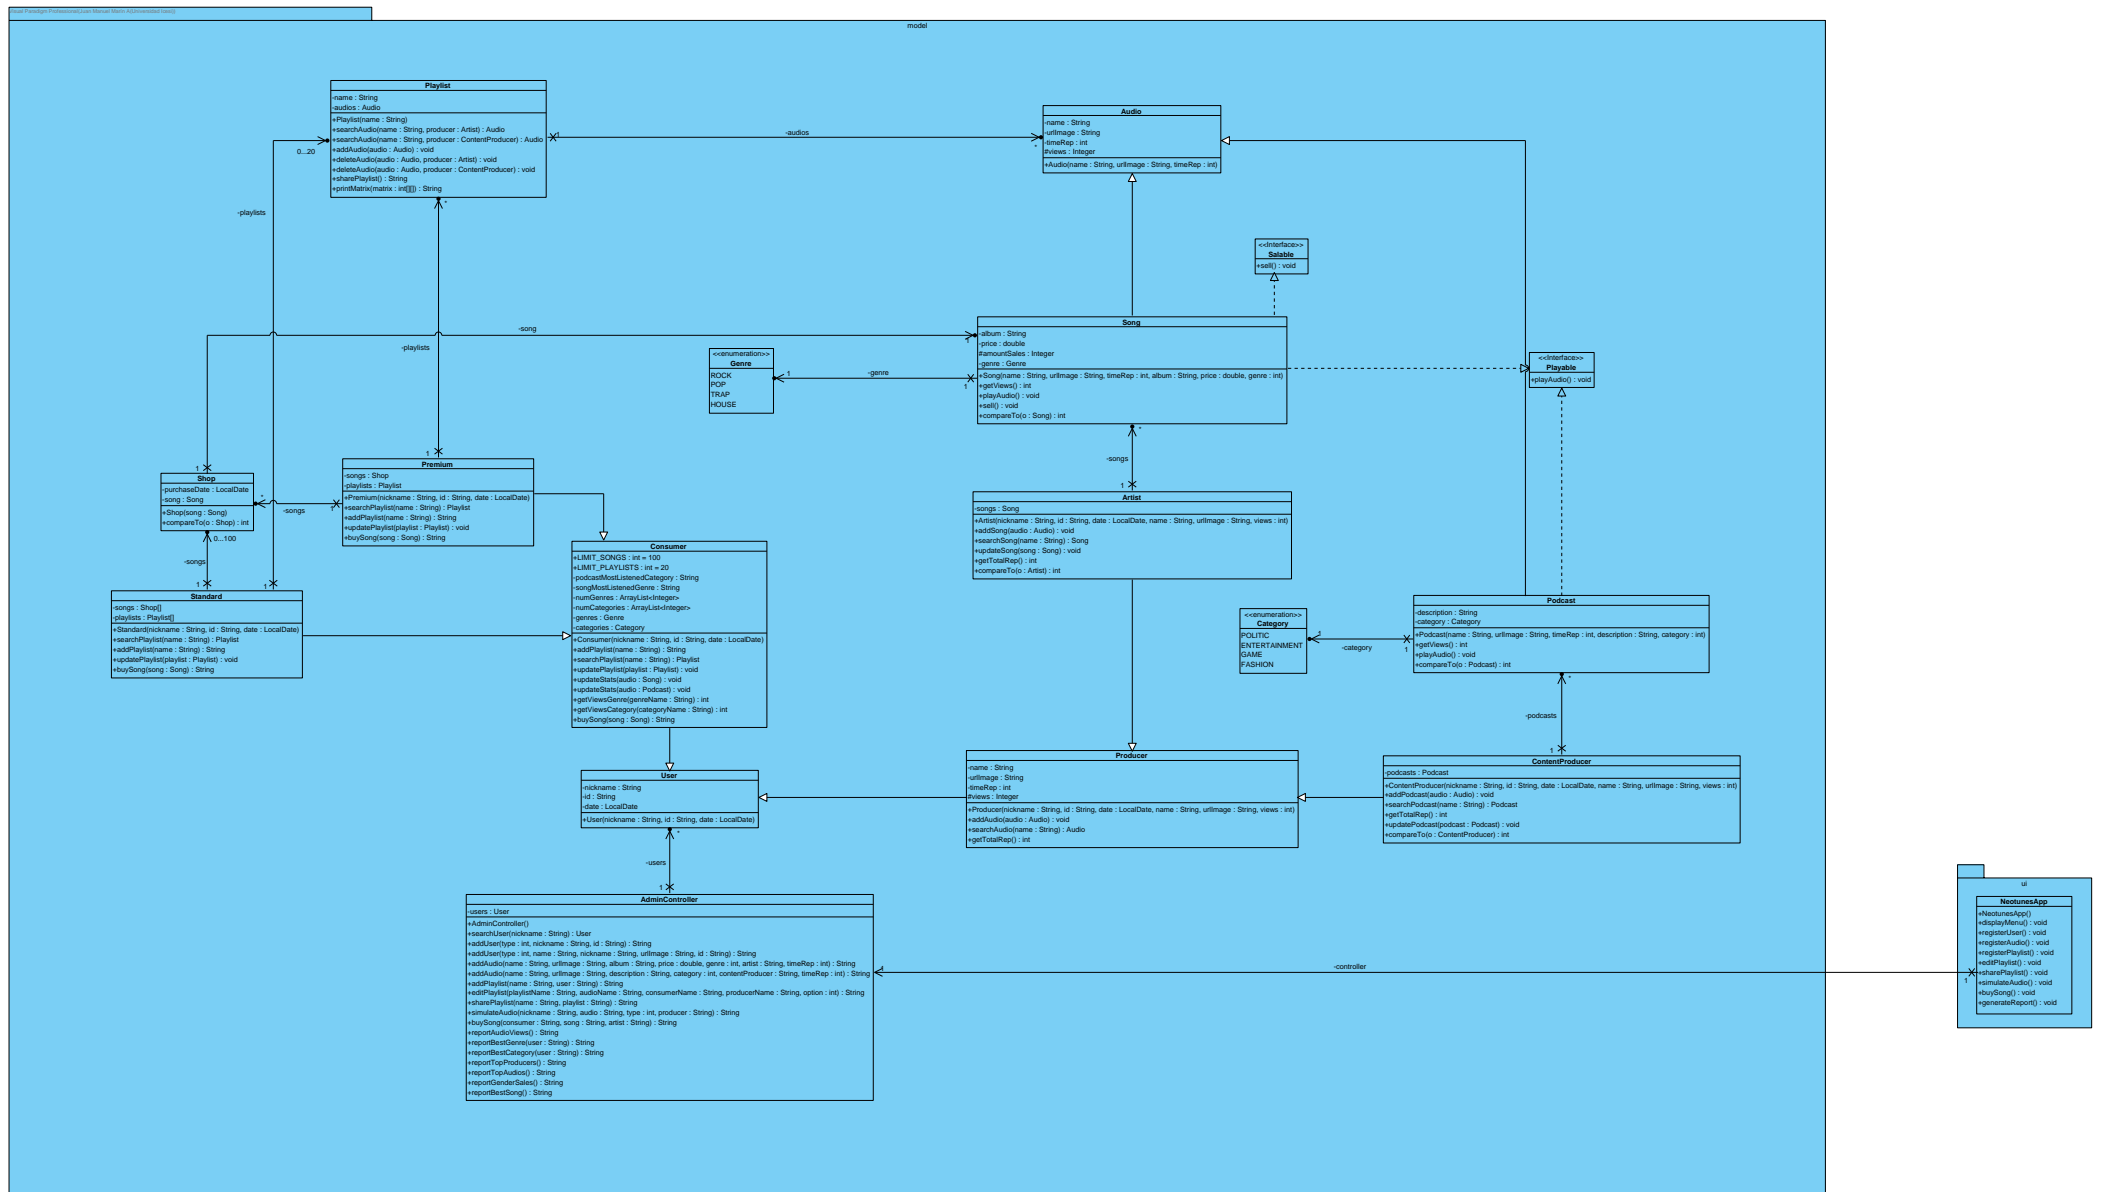 Visual Paradigm Professional(Juan Manuel Marin A(Universidad Icesi))
model
Playlist
-name : String
-audios : Audio
+Playlist(name : String)
+searchAudio(name : String, producer : Artist) : Audio
+searchAudio(name : String, producer : ContentProducer) : Audio
+addAudio(audio : Audio) : void
+deleteAudio(audio : Audio, producer : Artist) : void
+deleteAudio(audio : Audio, producer : ContentProducer) : void
+sharePlaylist() : String
+printMatrix(matrix : int[][]) : String
1
-audios
*
Audio
-name : String
-urlImage : String
-timeRep : int
#views : Integer
+Audio(name : String, urlImage : String, timeRep : int)
0...20
-playlists
*
-playlists
1
<<Interface>>
Salable
+sell() : void
-song
1
Song
-album : String
-price : double
#amountSales : Integer
-genre : Genre
+Song(name : String, urlImage : String, timeRep : int, album : String, price : double, genre : int)
+getViews() : int
+playAudio() : void
+sell() : void
+compareTo(o : Song) : int
<<enumeration>>
Genre
ROCK
POP
TRAP
HOUSE
1
-genre
1
<<Interface>>
Playable
+playAudio() : void
*
-songs
1
1
Shop
-purchaseDate : LocalDate
-song : Song
+Shop(song : Song)
+compareTo(o : Shop) : int
*
-songs
1
Premium
-songs : Shop
-playlists : Playlist
+Premium(nickname : String, id : String, date : LocalDate)
+searchPlaylist(name : String) : Playlist
+addPlaylist(name : String) : String
+updatePlaylist(playlist : Playlist) : void
+buySong(song : Song) : String
0...100
-songs
1
1
Artist
-songs : Song
+Artist(nickname : String, id : String, date : LocalDate, name : String, urlImage : String, views : int)
+addSong(audio : Audio) : void
+searchSong(name : String) : Song
+updateSong(song : Song) : void
+getTotalRep() : int
+compareTo(o : Artist) : int
Standard
-songs : Shop[]
-playlists : Playlist[]
+Standard(nickname : String, id : String, date : LocalDate)
+searchPlaylist(name : String) : Playlist
+addPlaylist(name : String) : String
+updatePlaylist(playlist : Playlist) : void
+buySong(song : Song) : String
Consumer
+LIMIT_SONGS : int = 100
+LIMIT_PLAYLISTS : int = 20
-podcastMostListenedCategory : String
-songMostListenedGenre : String
-numGenres : ArrayList<Integer>
-numCategories : ArrayList<Integer>
-genres : Genre
-categories : Category
+Consumer(nickname : String, id : String, date : LocalDate)
+addPlaylist(name : String) : String
+searchPlaylist(name : String) : Playlist
+updatePlaylist(playlist : Playlist) : void
+updateStats(audio : Song) : void
+updateStats(audio : Podcast) : void
+getViewsGenre(genreName : String) : int
+getViewsCategory(categoryName : String) : int
+buySong(song : Song) : String
<<enumeration>>
Category
POLITIC
ENTERTAINMENT
GAME
FASHION
1
-category
1
Podcast
-description : String
-category : Category
+Podcast(name : String, urlImage : String, timeRep : int, description : String, category : int)
+getViews() : int
+playAudio() : void
+compareTo(o : Podcast) : int
*
-podcasts
1
User
-nickname : String
-id : String
-date : LocalDate
+User(nickname : String, id : String, date : LocalDate)
Producer
-name : String
-urlImage : String
-timeRep : int
#views : Integer
+Producer(nickname : String, id : String, date : LocalDate, name : String, urlImage : String, views : int)
+addAudio(audio : Audio) : void
+searchAudio(name : String) : Audio
+getTotalRep() : int
ContentProducer
-podcasts : Podcast
+ContentProducer(nickname : String, id : String, date : LocalDate, name : String, urlImage : String, views : int)
+addPodcast(audio : Audio) : void
+searchPodcast(name : String) : Podcast
+getTotalRep() : int
+updatePodcast(podcast : Podcast) : void
+compareTo(o : ContentProducer) : int
*
-users
1
AdminController
-users : User
+AdminController()
+searchUser(nickname : String) : User
+addUser(type : int, nickname : String, id : String) : String
+addUser(type : int, name : String, nickname : String, urlImage : String, id : String) : String
+addAudio(name : String, urlImage : String, album : String, price : double, genre : int, artist : String, timeRep : int) : String
+addAudio(name : String, urlImage : String, description : String, category : int, contentProducer : String, timeRep : int) : String
+addPlaylist(name : String, user : String) : String
+editPlaylist(playlistName : String, audioName : String, consumerName : String, producerName : String, option : int) : String
+sharePlaylist(name : String, playlist : String) : String
+simulateAudio(nickname : String, audio : String, type : int, producer : String) : String
+buySong(consumer : String, song : String, artist : String) : String
+reportAudioViews() : String
+reportBestGenre(user : String) : String
+reportBestCategory(user : String) : String
+reportTopProducers() : String
+reportTopAudios() : String
+reportGenderSales() : String
+reportBestSong() : String
1
-controller
1
ui
NeotunesApp
+NeotunesApp()
+displayMenu() : void
+registerUser() : void
+registerAudio() : void
+registerPlaylist() : void
+editPlaylist() : void
+sharePlaylist() : void
+simulateAudio() : void
+buySong() : void
+generateReport() : void